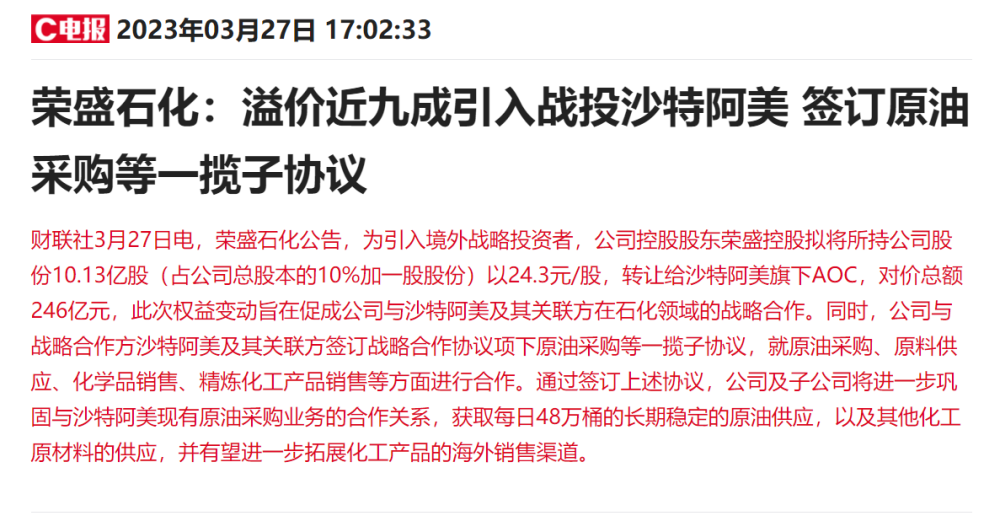 C电报 2023年03月27日 17:02:33
荣盛石化：溢价近九成引入战投沙特阿美 签订原油
采购等一揽子协议
财联社3月27日电，荣盛石化公告，为引入境外战略投资者，公司控股股东荣盛控股拟将所持公司股
份10.13亿股（占公司总股本的10%加一股股份）以24.3元/股，转让给沙特阿美旗下AOC，对价总额
246亿元，此次权益变动旨在促成公司与沙特阿美及其关联方在石化领域的战略合作。同时，公司与
战略合作方沙特阿美及其关联方签订战略合作协议项下原油采购等一揽子协议，就原油采购、原料供
应、化学品销售、精炼化工产品销售等方面进行合作。通过签订上述协议，公司及子公司将进一步巩
固与沙特阿美现有原油采购业务的合作关系，获取每日48万桶的长期稳定的原油供应，以及其他化工
原材料的供应，并有望进一步拓展化工产品的海外销售渠道。